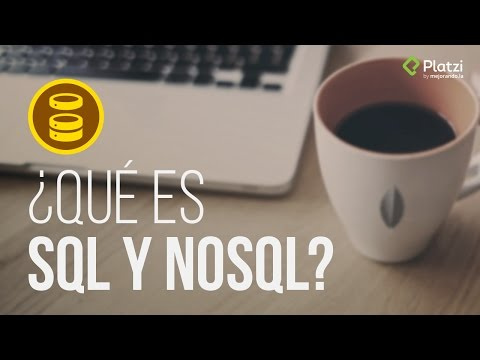 Platzi
by mejorando.la
¿QUÉ ES
SQL Y NOSQL?